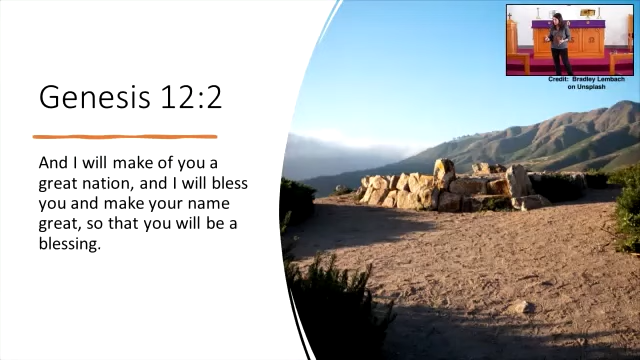 Genesis 12:2
And I will make of you a
great nation, and I will bless
you and make your name
great, so that you will be a
blessing.
Credit: Bradley Lembach
on Unsplash